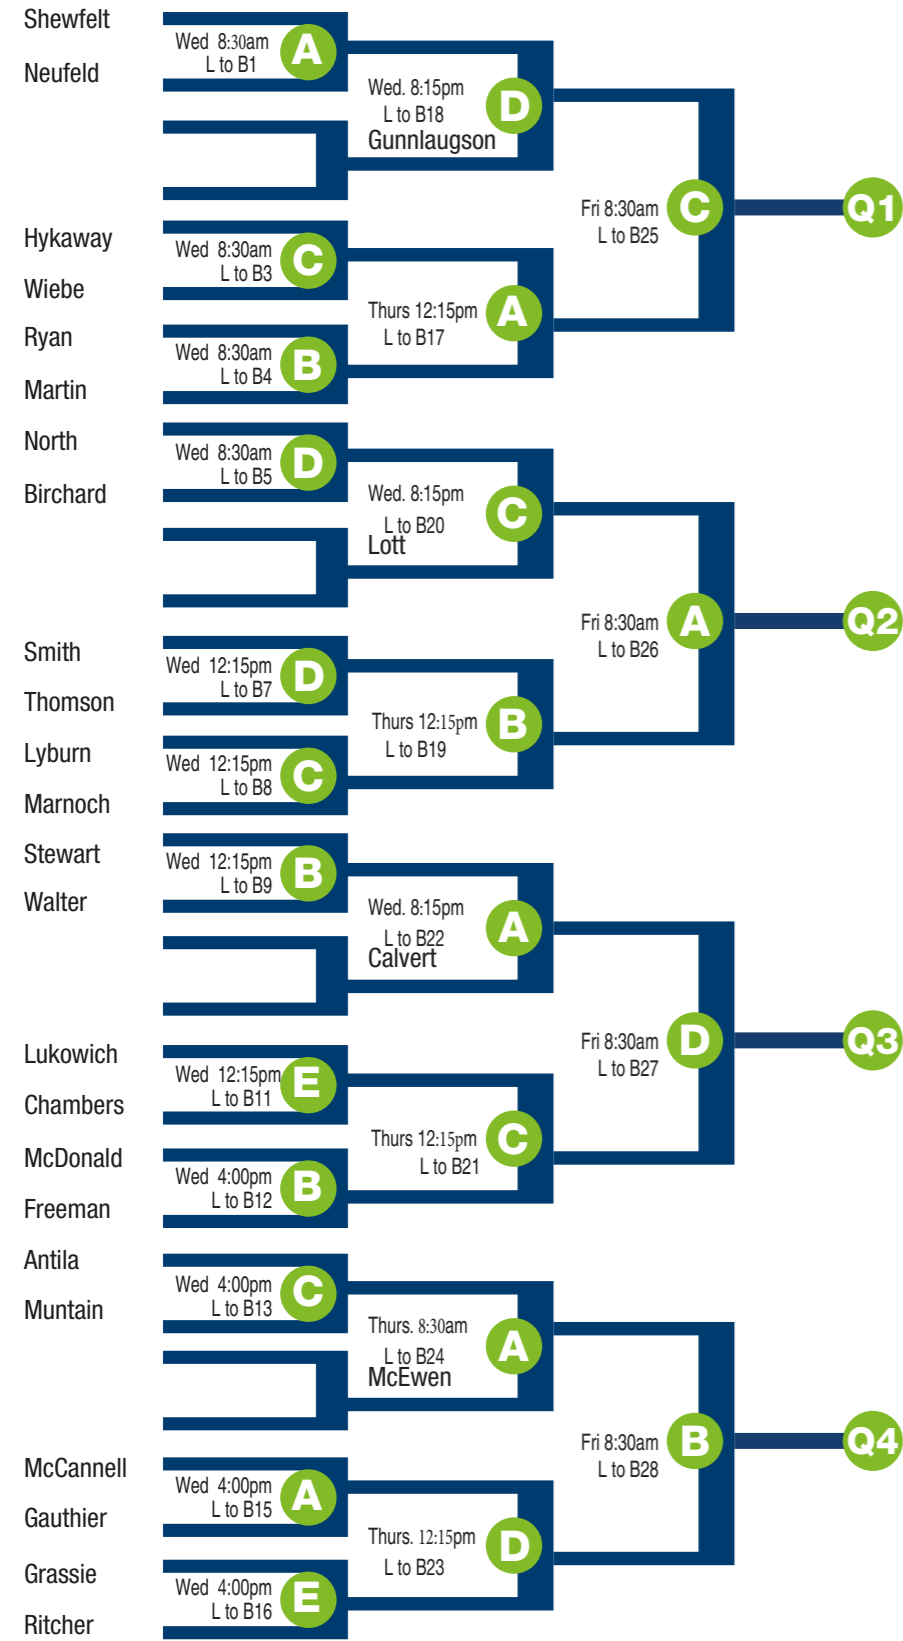 Shewfelt
Wed 8:30am
L to B1
A
Neufeld
Wed. 8:15pm
L to B18
D
Gunnlaugson
Fri 8:30am
L to B25
C
Q1
Hykaway
Wed 8:30am
L to B3
C
Wiebe
Thurs 12:15pm
L to B17
A
Ryan
Wed 8:30am
L to B4
B
Martin
North
Wed 8:30am
L to B5
D
Birchard
Wed. 8:15pm
L to B20
C
Lott
Fri 8:30am
L to B26
A
Q2
Smith
Wed 12:15pm
L to B7
D
Thomson
Thurs 12:15pm
L to B19
B
Lyburn
Wed 12:15pm
L to B8
C
Marnoch
Stewart
Wed 12:15pm
L to B9
B
Walter
Wed. 8:15pm
L to B22
A
Calvert
Fri 8:30am
L to B27
D
Q3
Lukowich
Wed 12:15pm
L to B11
E
Chambers
Thurs 12:15pm
L to B21
C
McDonald
Wed 4:00pm
L to B12
B
Freeman
Antila
Wed 4:00pm
L to B13
C
Muntain
Thurs. 8:30am
L to B24
A
McEwen
Fri 8:30am
L to B28
B
Q4
McCannell
Wed 4:00pm
L to B15
A
Gauthier
Thurs. 12:15pm
L to B23
D
Grassie
Wed 4:00pm
L to B16
E
Ritcher